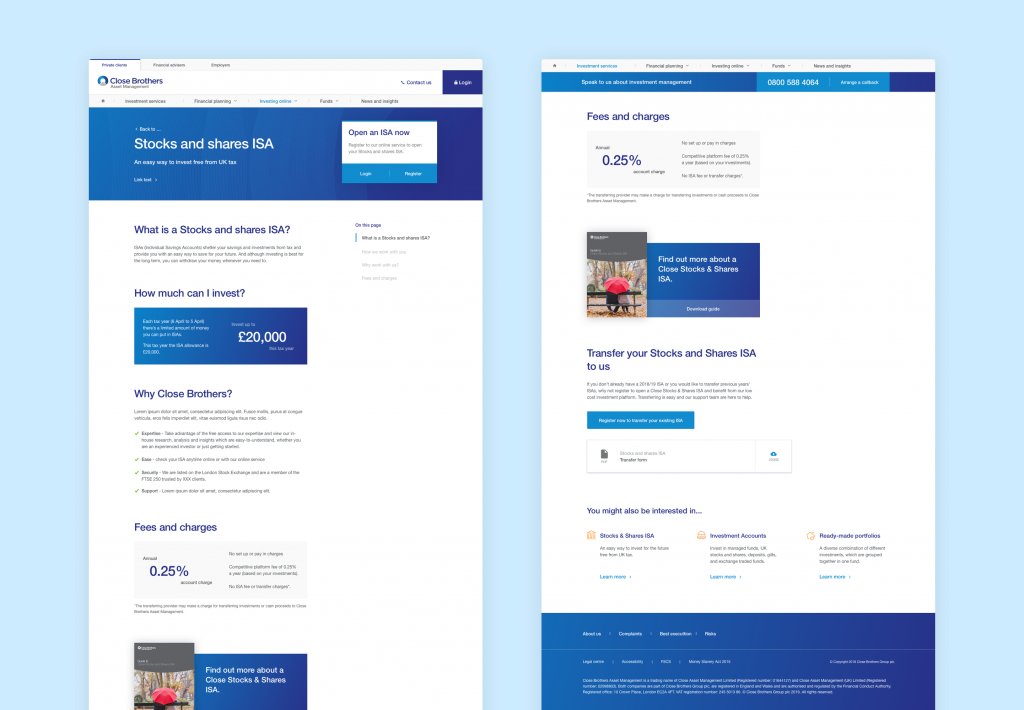 Private clients
Financial advisers
Employers
Close Brothers
Asset Management
Contact us
Login
Investment services
Financial planning
Investing online
Funds
News and insights
Back to ...
Stocks and shares ISA
An easy way to invest free from UK tax
Link text
Open an ISA now
Register to our online service to open
your Stocks and shares ISA.
Login
Register
What is a Stocks and shares ISA?
ISAs (Individual Savings Accounts) shelter your savings and investments from tax and
provide you with an easy way to save for your future. And although investing is best for
the long term, you can withdraw your money whenever you need to.
On this page
What is a Stocks and shares ISA?
How we work with you
Why work with us?
Fees and charges
How much can I invest?
Each tax year (6 April to 5 April)
there's a limited amount of money
you can put in ISAs.
This tax year the ISA allowance is
£20,000.
Invest up to
£20,000
this tax year
Why Close Brothers?
Lorem ipsum dolor sit amet, consectetur adipiscing elit. Fusce mollis, purus at congue
vehicula, eros felis imperdiet elit, vitae euismod ligula risus nec odio.
Expertise - Take advantage of the free access to our expertise and view our in-
house research, analysis and insights which are easy-to-understand, whether you
are an experienced investor or just getting started.
Ease - check your ISA anytime online or with our online service
Security - We are listed on the London Stock Exchange and are a member of the
FTSE 250 trusted by XXX clients.
Support - Lorem ipsum dolor sit amet, consectetur adipiscing elit.
Fees and charges
Annual
0.25%
account charge
No set up or pay in charges
Competitive platform fee of 0.25%
a year (based on your investments).
No ISA fee or transfer charges*.
*The transferring provider may make a charge for transferring investments or cash proceeds to Close
Brothers Asset Management.
Close Brothers
Find out more about a
Close Stocks & Shares
ISA.
Investment services
Financial planning
Investing online
Funds
News and insights
Speak to us about investment management
0800 588 4064
Arrange a callback
Fees and charges
Annual
0.25%
account charge
No set up or pay in charges
Competitive platform fee of 0.25%
a year (based on your investments).
No ISA fee or transfer charges*.
*The transferring provider may make a charge for transferring investments or cash proceeds to Close
Brothers Asset Management.
Close Brothers
Find out more about a
Close Stocks & Shares
ISA.
Download guide
Transfer your Stocks and Shares ISA
to us
If you don't already have a 2018/19 ISA or you would like to transfer previous years'
ISAs, why not register to open a Close Stocks & ISA and benefit from our low
cost investment platform. Transferring is easy and our support team are here to help.
Register now to transfer your existing ISA
Stocks and shares ISA
Transfer form
You might also be interested in...
Stocks & Shares ISA
An easy way to invest for the future
free from UK tax.
Learn more
Investment Accounts
Invest in managed funds, UK
stocks and shares, deposits, gilts,
and exchange traded funds.
Learn more
Ready-made portfolios
A diverse combination of different
investments, which are grouped
together in one fund.
Learn more
About us
Complaints
Best execution
Risks
Legal centre
Accessibility
FSCS
Modern Slavery Act 2015
© Copyright 2019 Close Brothers Group plc.